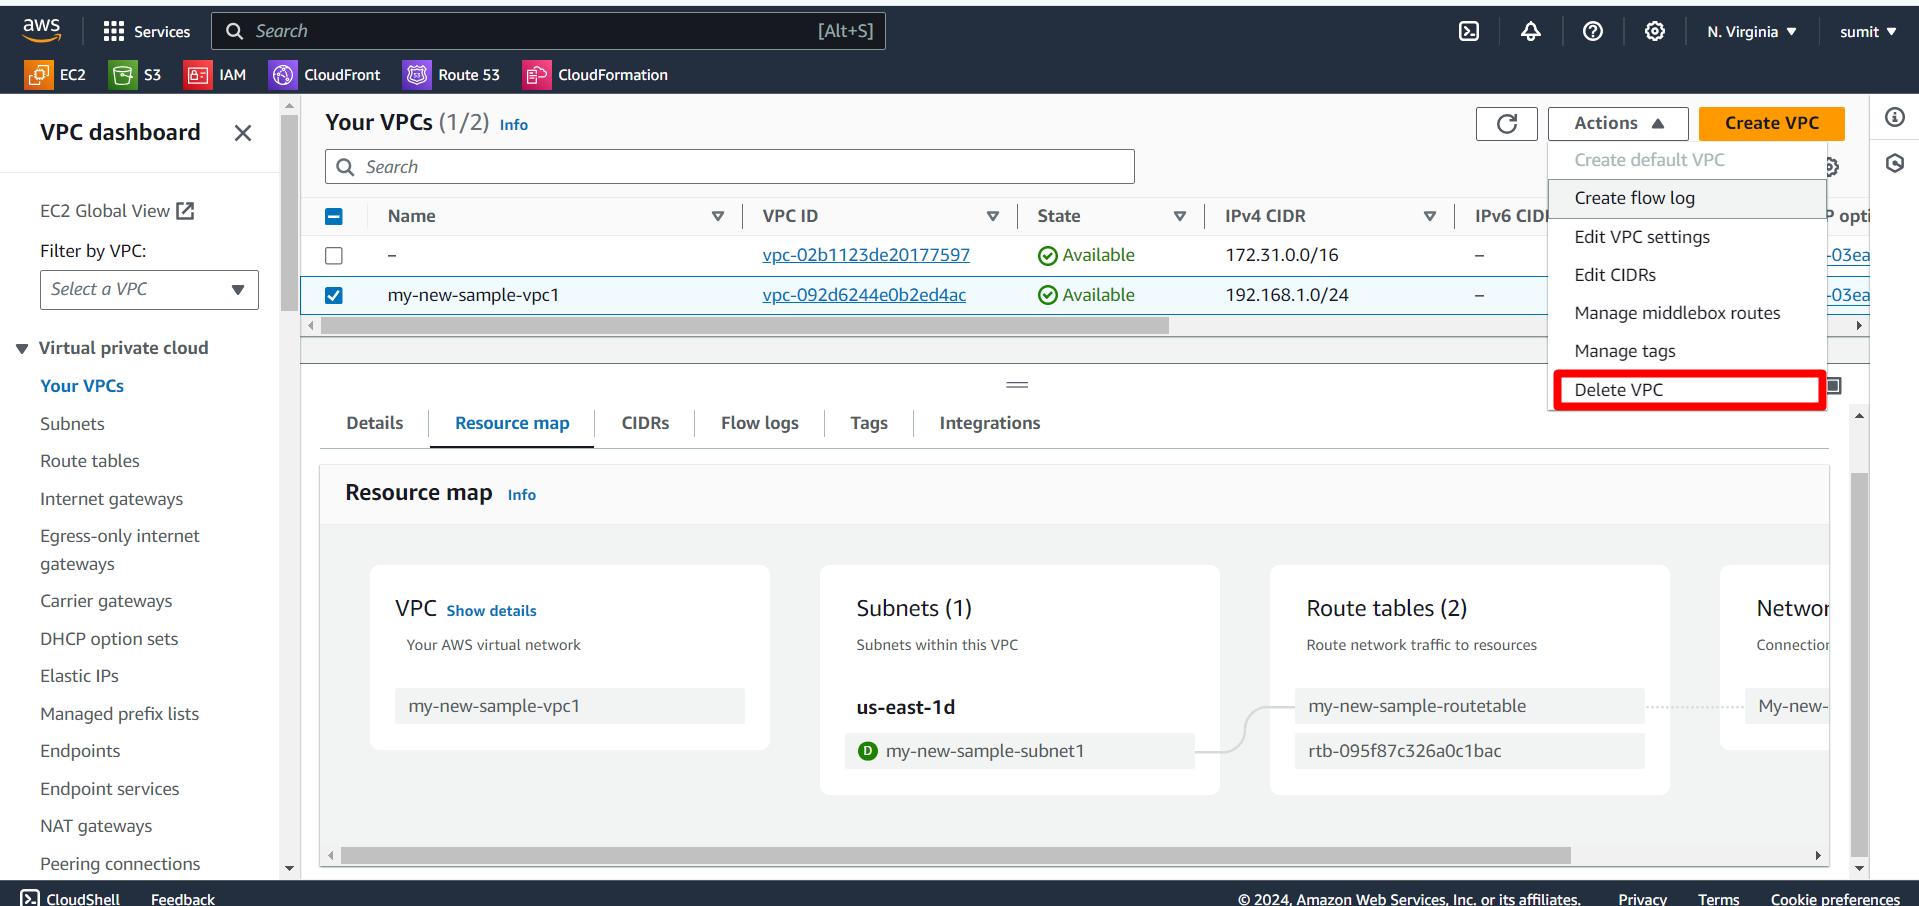 aws
Services
Search
[Alt+S]
N. Virginia
sumit
EC2
S3
IAM
CloudFront
Route 53
CloudFormation
VPC dashboard
EC2 Global View
Filter by VPC:
Select a VPC
Virtual private cloud
Your VPCs
Subnets
Route tables
Internet gateways
Egress-only internet
gateways
Carrier gateways
DHCP option sets
Elastic IPs
Managed prefix lists
Endpoints
Endpoint services
NAT gateways
Peering connections
Your VPCs (1/2) Info
Actions
Create VPC
Search
Create default VPC
Create flow log
Edit VPC settings
Edit CIDRs
Manage middlebox routes
Manage tags
Delete VPC
Name VPC ID State IPv4 CIDR IPv6 CID P opti
– vpc-02b1123de20177597 Available 172.31.0.0/16 – -03ea
my-new-sample-vpc1 vpc-092d6244e0b2ed4ac Available 192.168.1.0/24 – -03ea
Details Resource map CIDRs Flow logs Tags Integrations
Resource map Info
VPC Show details
Your AWS virtual network
my-new-sample-vpc1
Subnets (1)
Subnets within this VPC
us-east-1d
D my-new-sample-subnet1
Route tables (2)
Route network traffic to resources
my-new-sample-routetable
rtb-095f87c326a0c1bac
Networ
Connection
My-new-
CloudShell
Feedback
© 2024, Amazon Web Services, Inc. or its affiliates.
Privacy
Terms
Cookie preferences